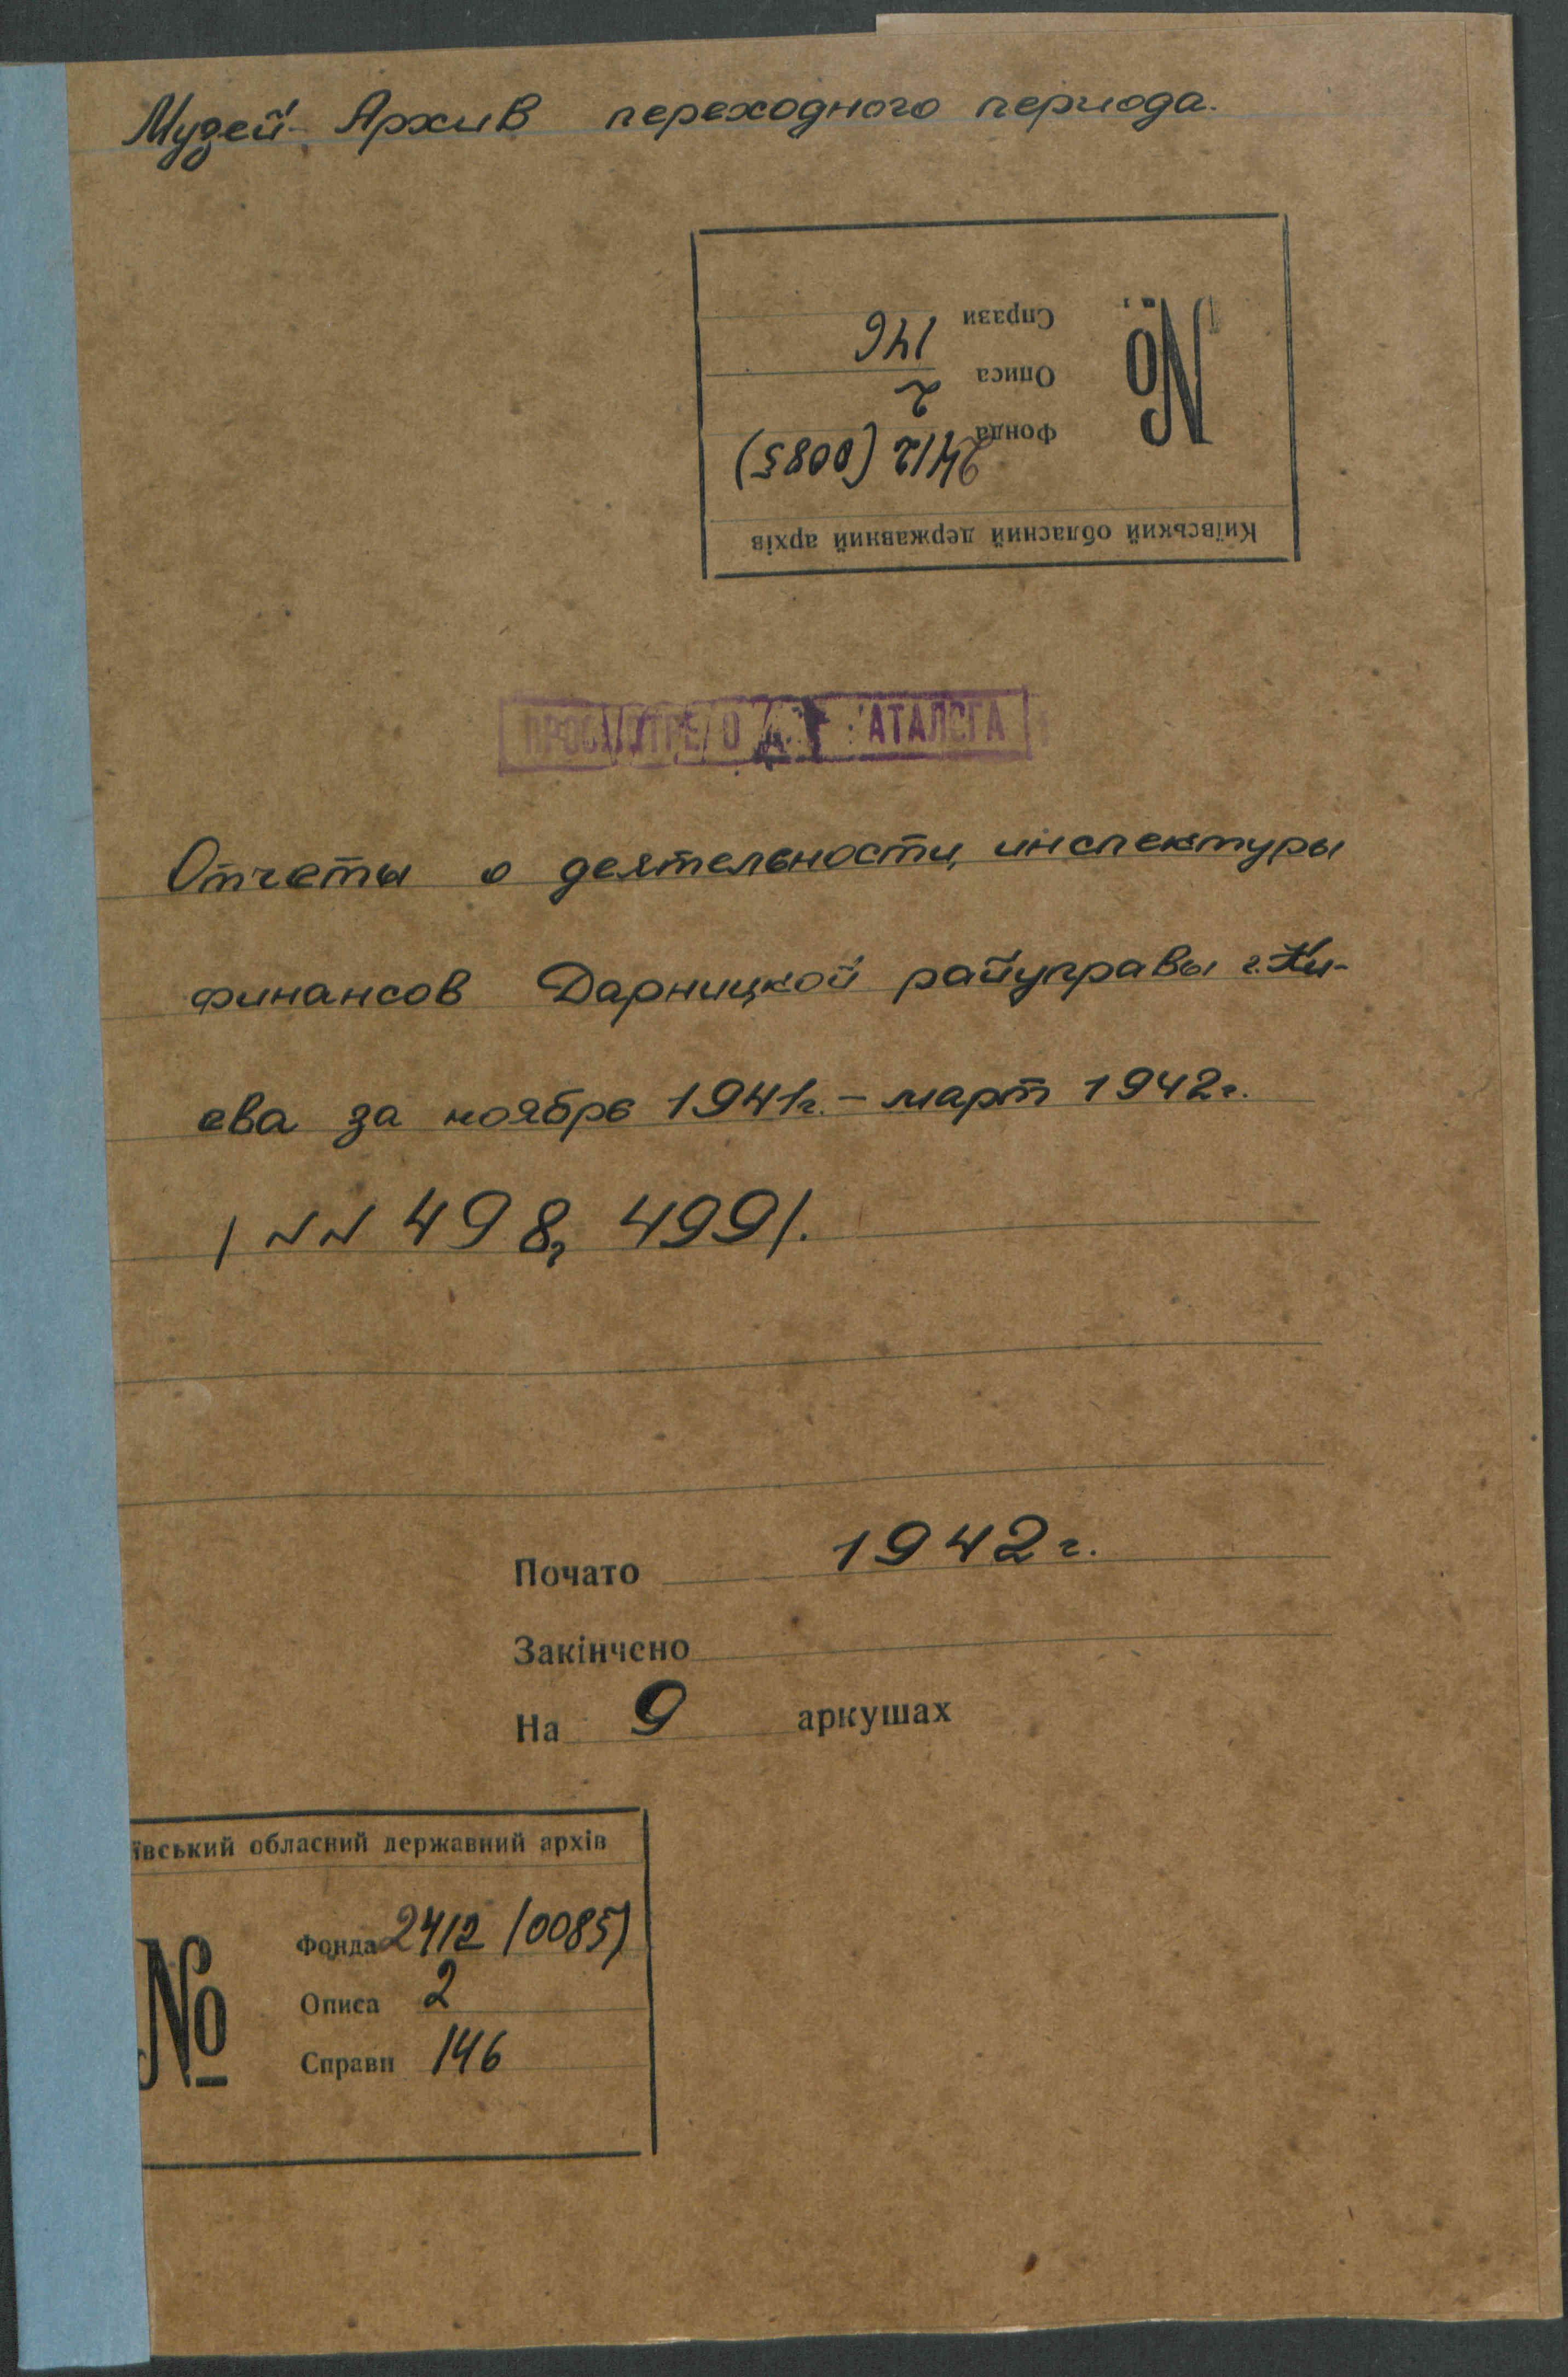 Музей-Архив переходного периода.
Київський обласний державний архів
№
Фонда 2412 (0085)
Описа 2
Справи 146
Отчеты о деятельности инспектуры
финансов Дарницкой райуправы г. Ки-
ева за ноябрь 1941г. – март 1942г.
/ NN 498, 499/.
Почато 1942г.
Закінчено
На 9 аркушах
ївський обласний державний архів
№
Фонда 2412 (0085)
Описа 2
Справи 146